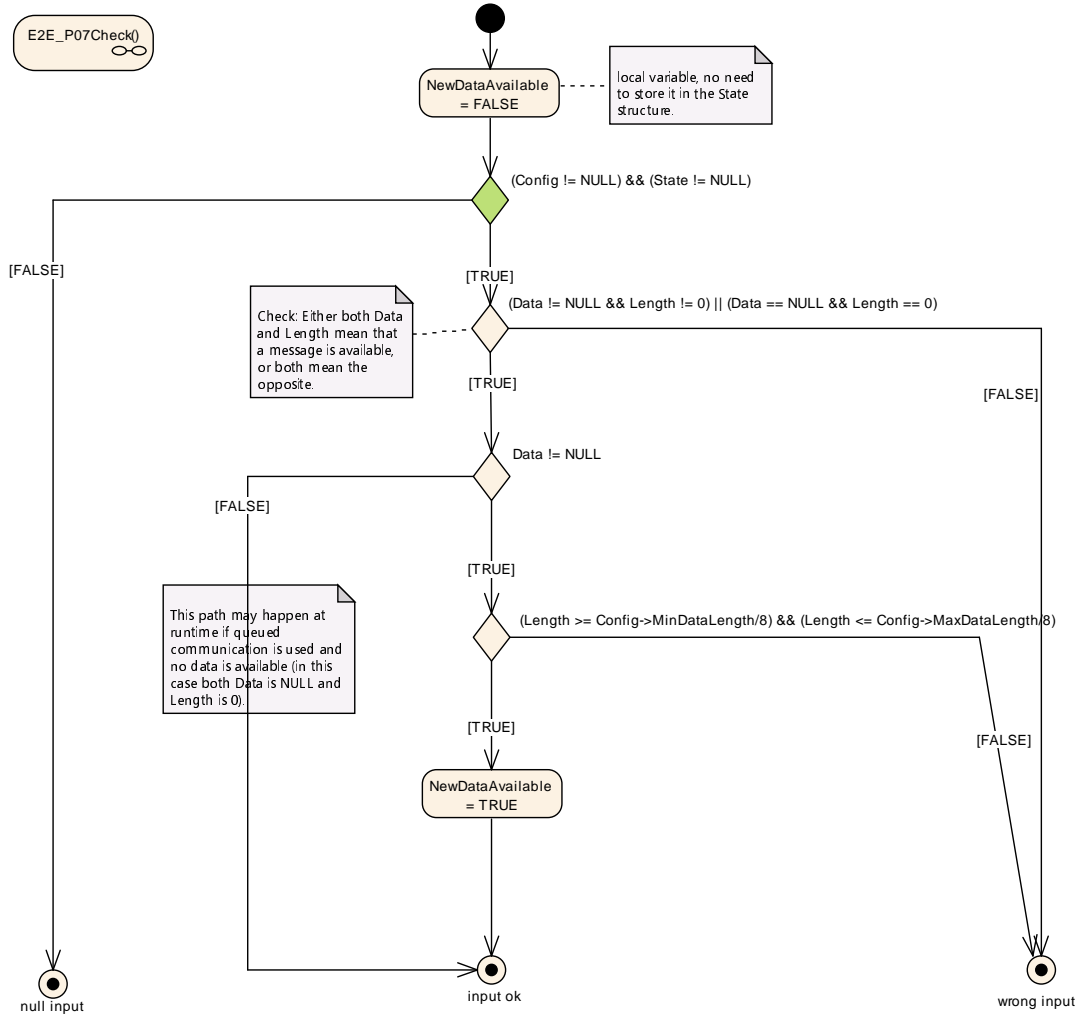 E2E_P07Check()
NewDataAvailable
= FALSE
local variable, no need
to store it in the State
structure.
(Config != NULL) && (State != NULL)
[FALSE]
[TRUE]
(Data != NULL && Length != 0) || (Data == NULL && Length == 0)
Check: Either both Data
and Length mean that
a message is available,
or both mean the
opposite.
[TRUE]
[FALSE]
Data != NULL
[FALSE]
[TRUE]
This path may happen at
runtime if queued
communication is used and
no data is available (in this
case both Data is NULL and
Length is 0).
(Length >= Config->MinDataLength/8) && (Length <= Config->MaxDataLength/8)
[TRUE]
[FALSE]
NewDataAvailable
= TRUE
null input
input ok
wrong input